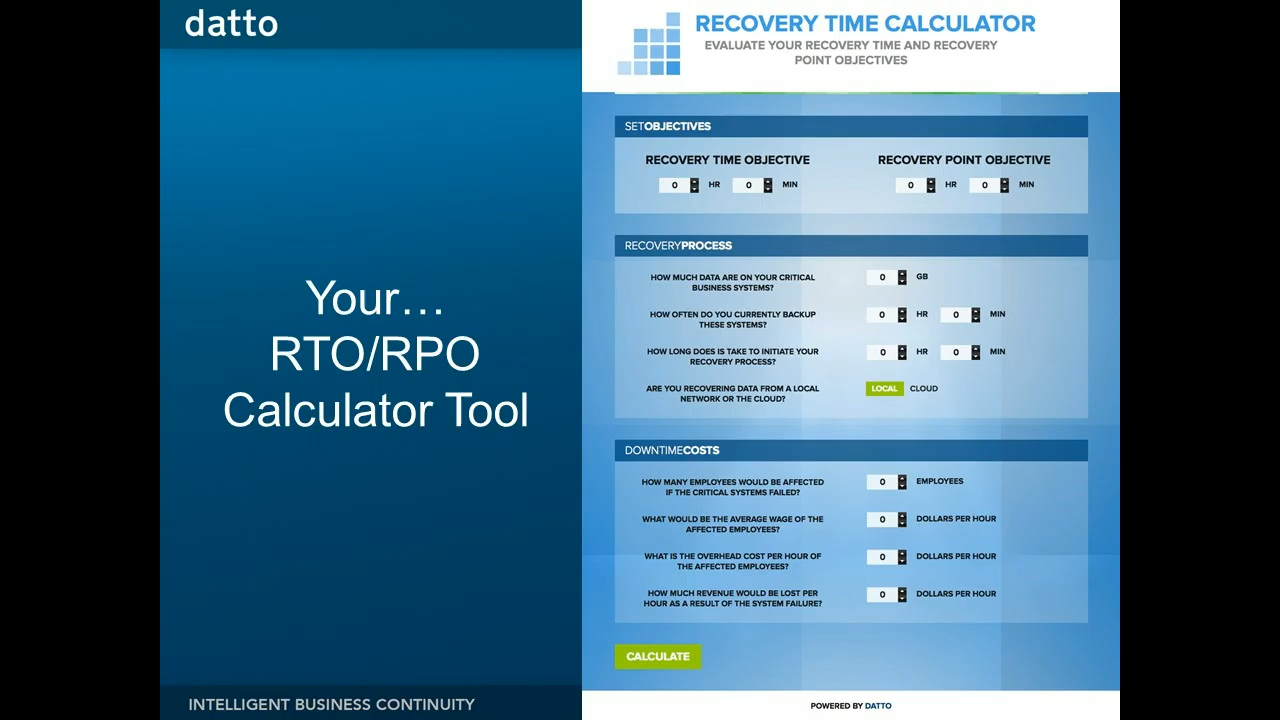 datto
Your…
RTO/RPO
Calculator Tool
INTELLIGENT BUSINESS CONTINUITY
RECOVERY TIME CALCULATOR
EVALUATE YOUR RECOVERY TIME AND RECOVERY
POINT OBJECTIVES
SETOBJECTIVES
RECOVERY TIME OBJECTIVE
0 HR 0 MIN
RECOVERY POINT OBJECTIVE
0 HR 0 MIN
RECOVERYPROCESS
HOW MUCH DATA ARE ON YOUR CRITICAL
BUSINESS SYSTEMS?
0 GB
HOW OFTEN DO YOU CURRENTLY BACKUP
THESE SYSTEMS?
0 HR 0 MIN
HOW LONG DOES IS TAKE TO INITIATE YOUR
RECOVERY PROCESS?
0 HR 0 MIN
ARE YOU RECOVERING DATA FROM A LOCAL
NETWORK OR THE CLOUD?
LOCAL CLOUD
DOWNTIMECOSTS
HOW MANY EMPLOYEES WOULD BE AFFECTED
IF THE CRITICAL SYSTEMS FAILED?
0 EMPLOYEES
WHAT WOULD BE THE AVERAGE WAGE OF THE
AFFECTED EMPLOYEES?
0 DOLLARS PER HOUR
WHAT IS THE OVERHEAD COST PER HOUR OF
THE AFFECTED EMPLOYEES?
0 DOLLARS PER HOUR
HOW MUCH REVENUE WOULD BE LOST PER
HOUR AS A RESULT OF THE SYSTEM FAILURE?
0 DOLLARS PER HOUR
CALCULATE
POWERED BY DATTO